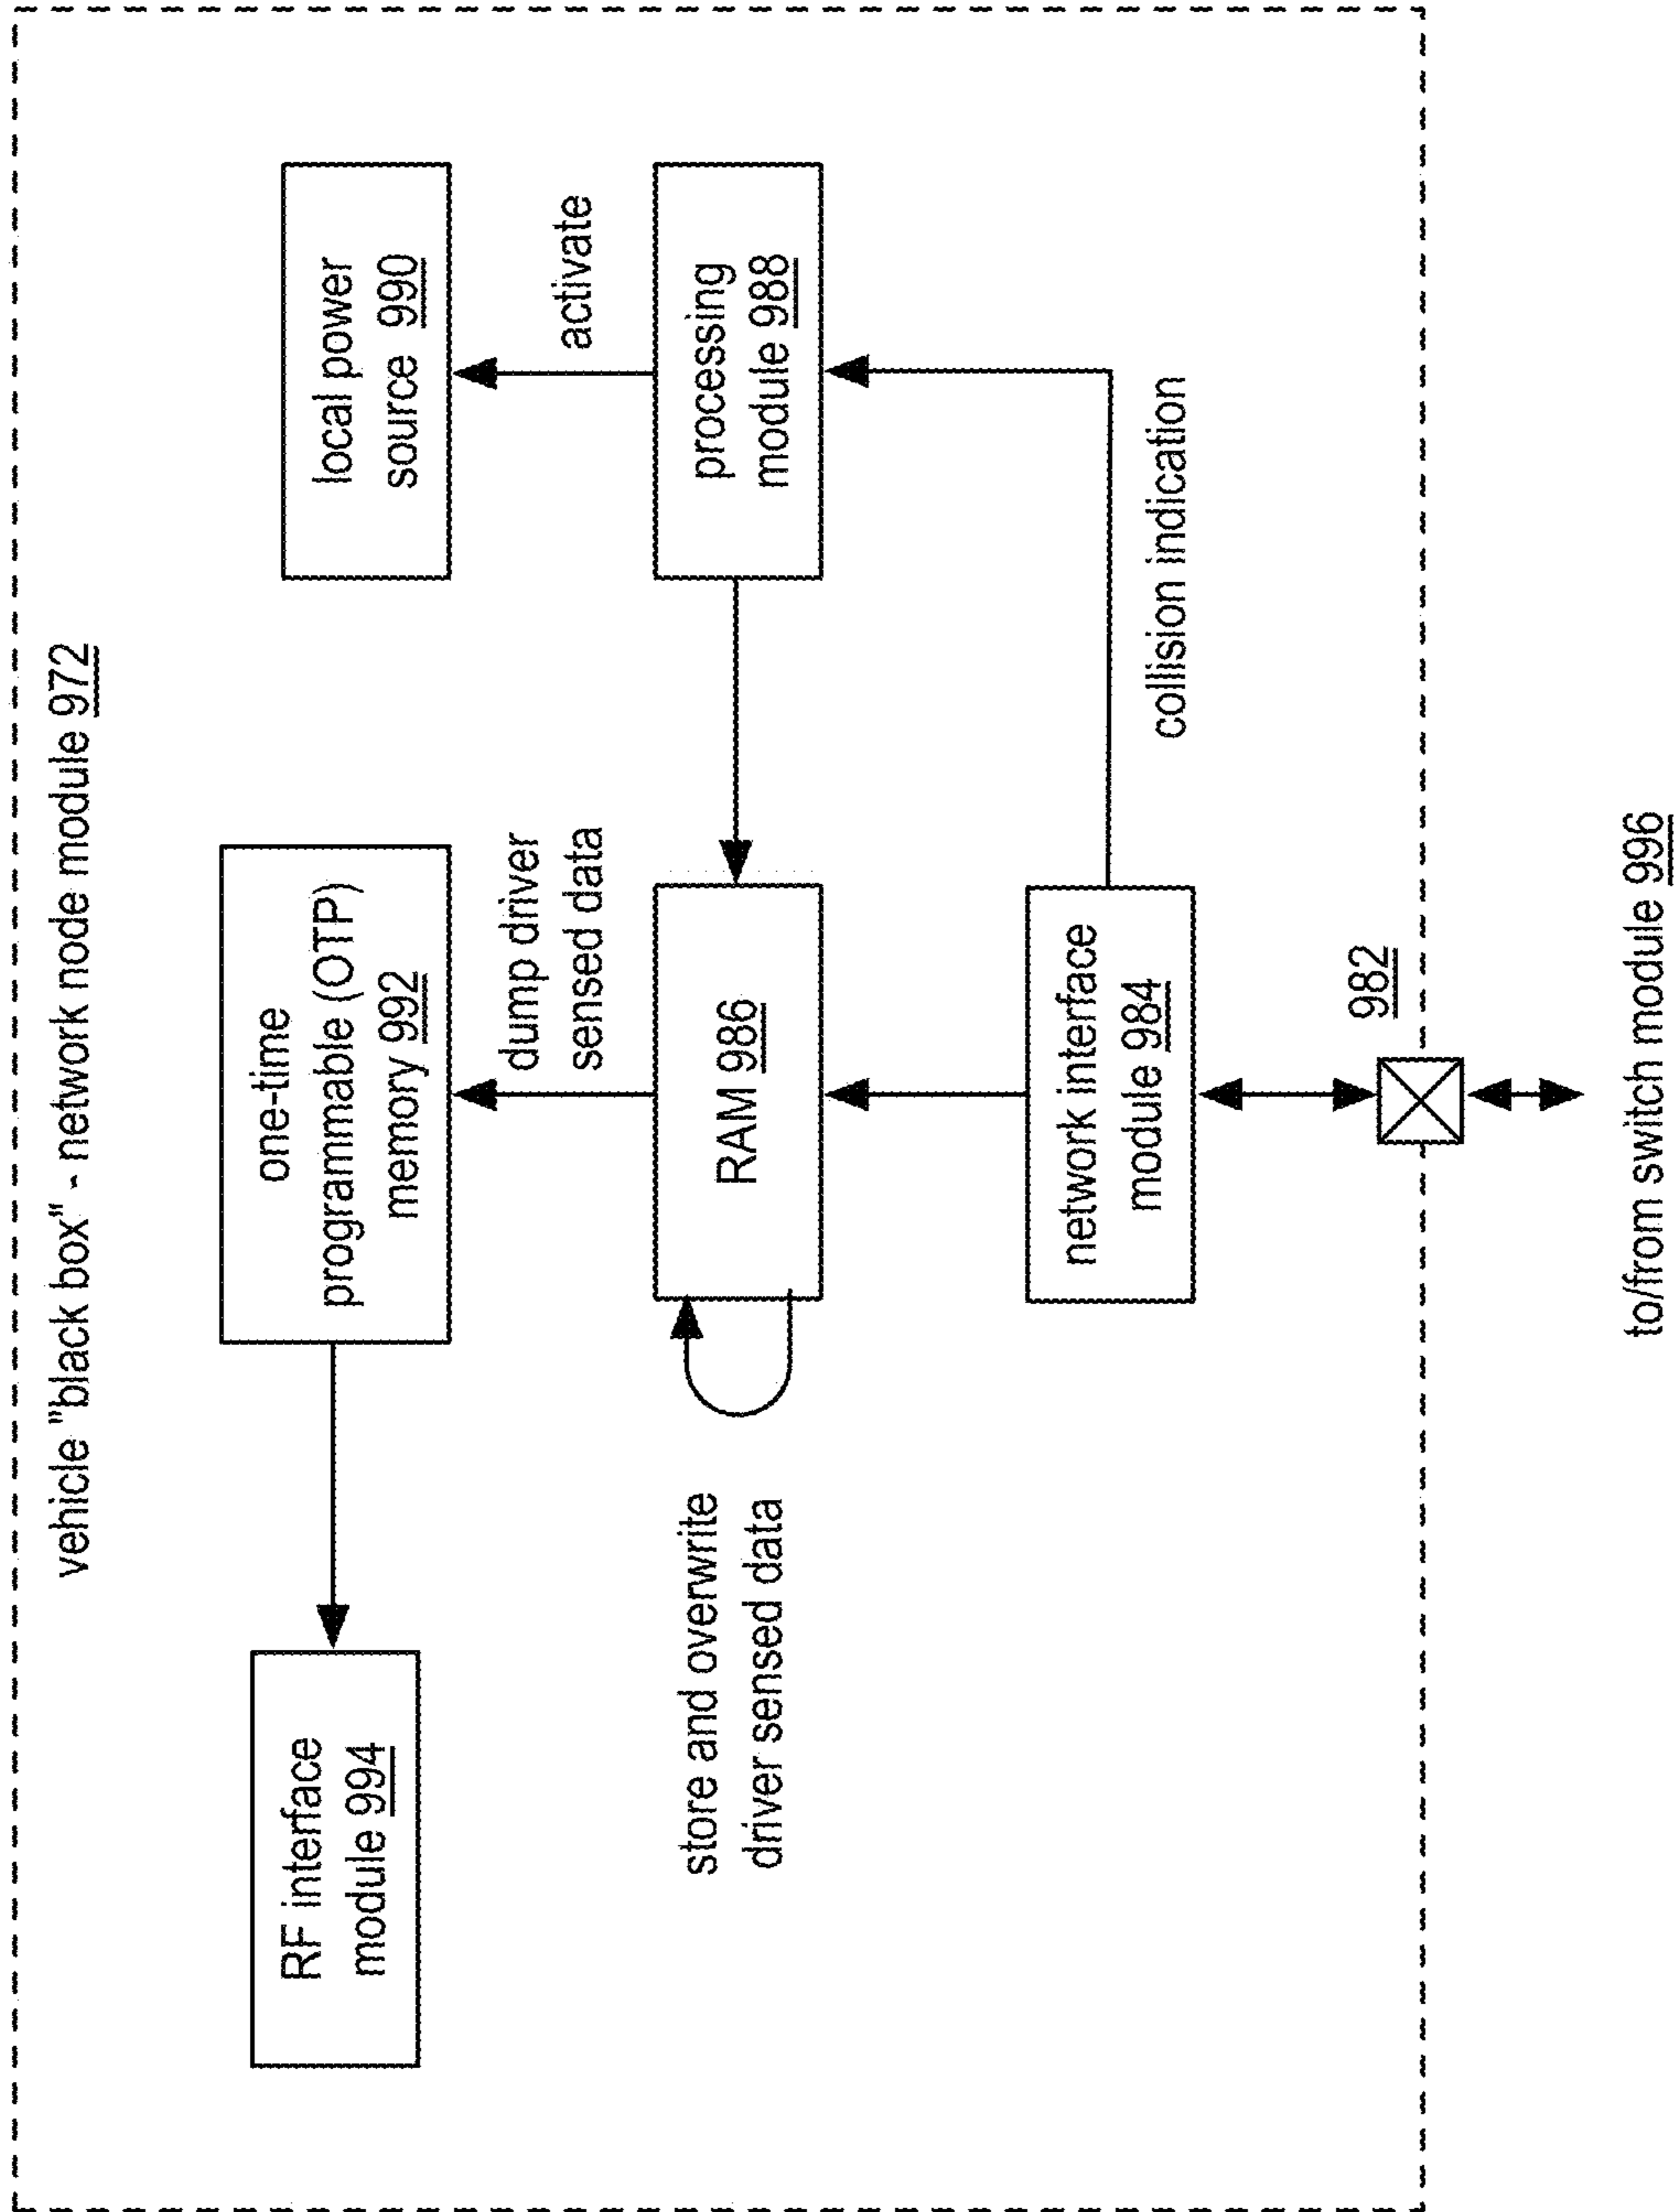 vehicle "black box" - network node module 972
RF interface
module 994
one-time
programmable (OTP)
memory 992
local power
source 990
dump driver
sensed data
activate
store and overwrite
driver sensed data
RAM 986
processing
module 988
network interface
module 984
collision indication
982
to/from switch module 996